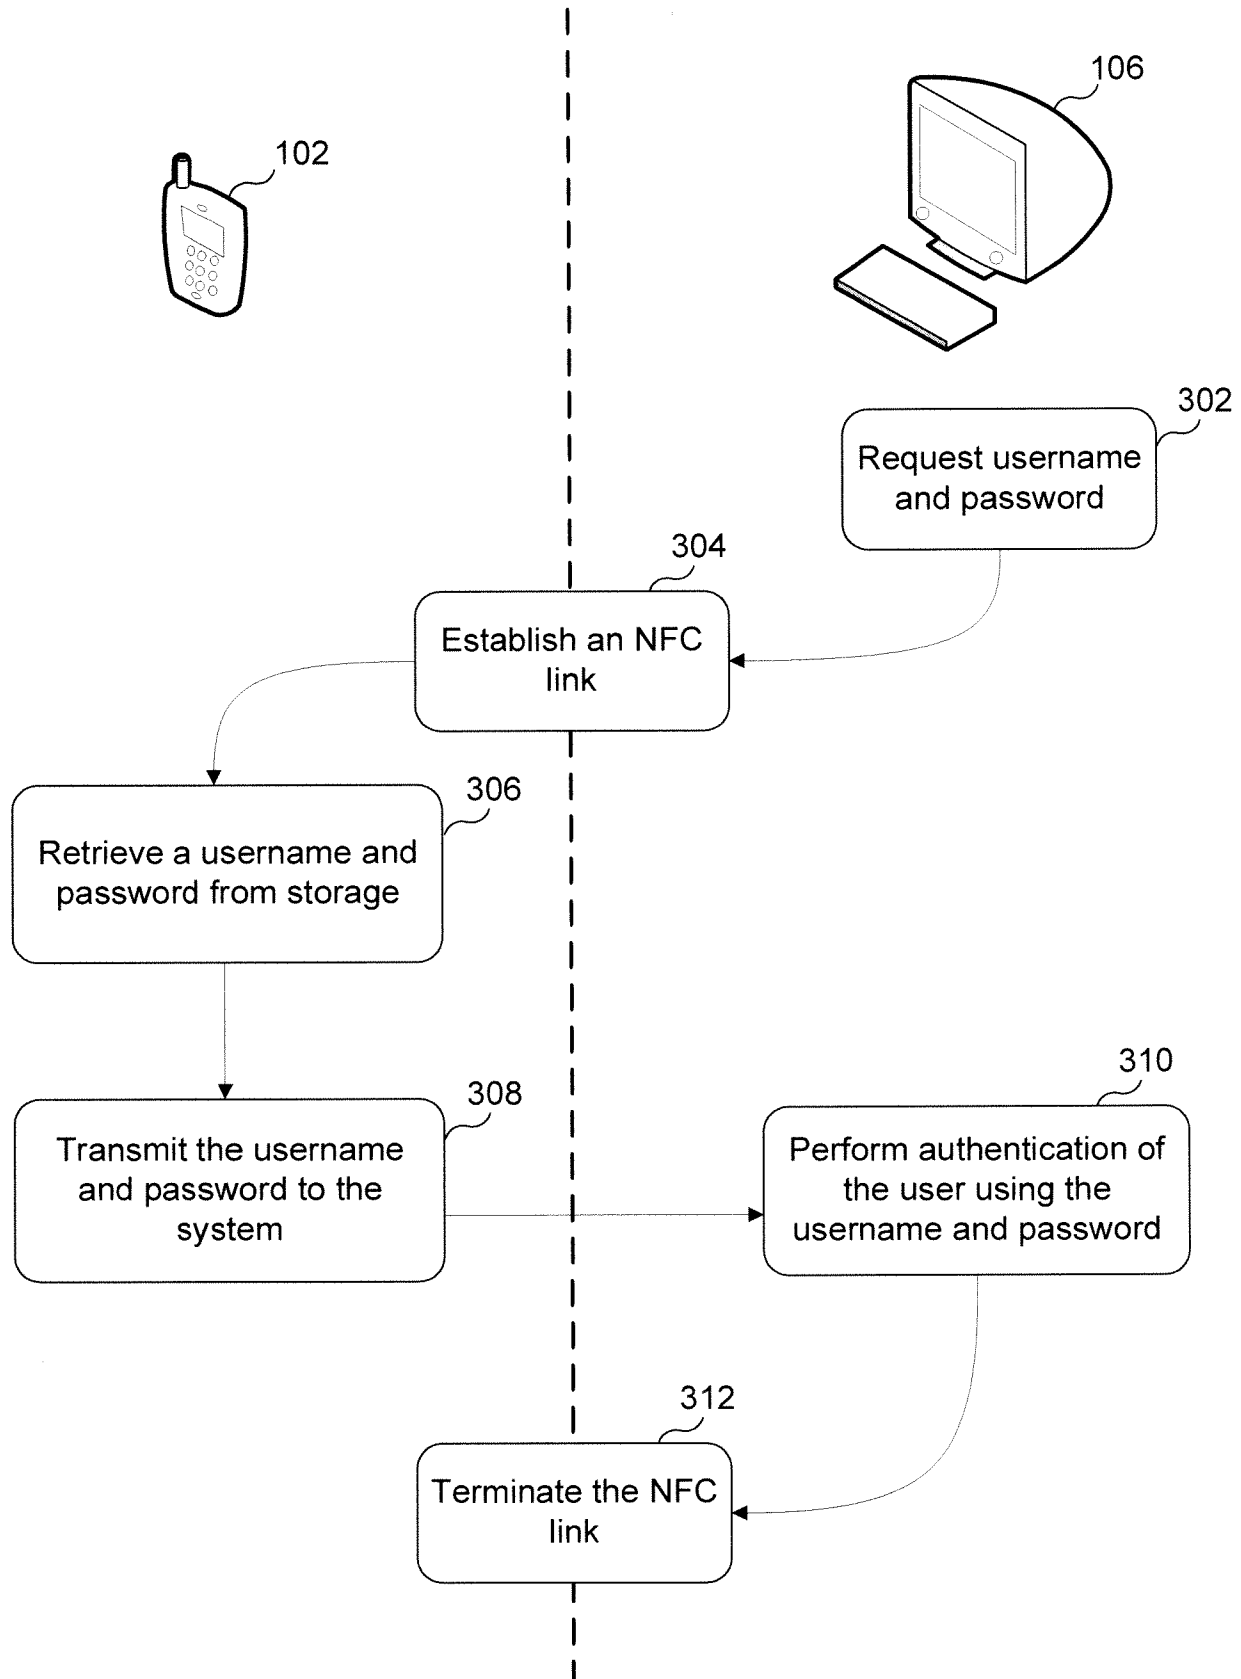 106
102
302
Request username
and password
304
Establish an NFC
link
306
Retrieve a username and
password from storage
308
Transmit the username
and password to the
system
310
Perform authentication of
the user using the
username and password
312
Terminate the NFC
link